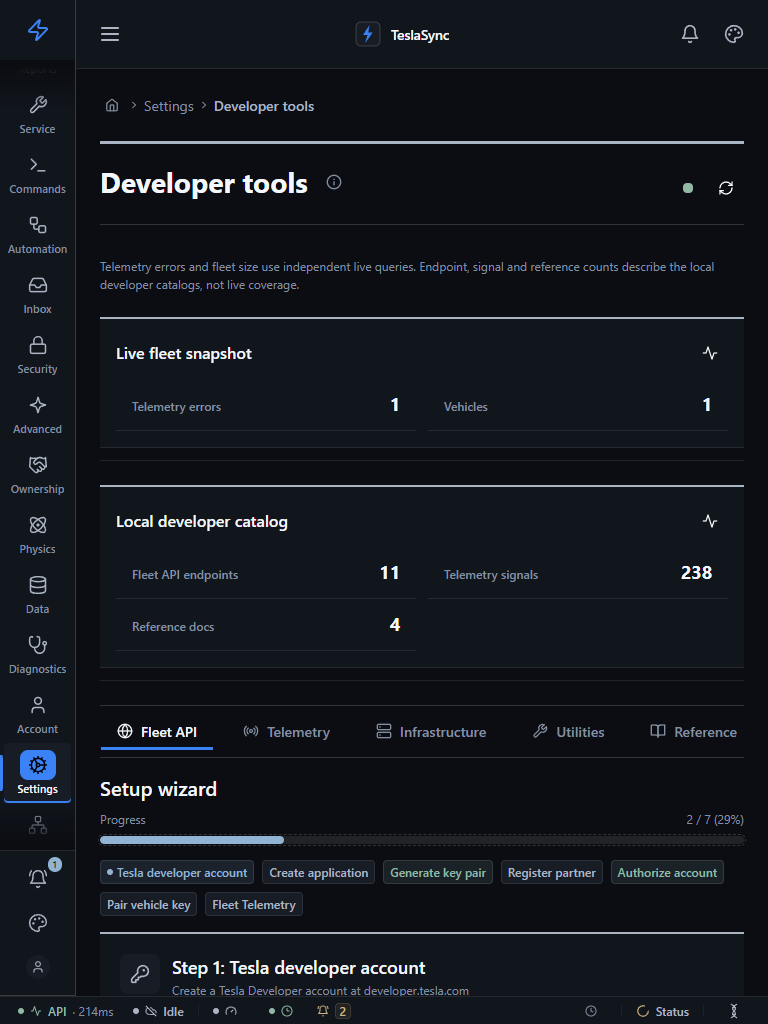 TeslaSync
Reports
Service
Commands
Automation
Inbox
Security
Advanced
Ownership
Physics
Data
Diagnostics
Account
Settings
1
Settings
Developer tools
Developer tools
Telemetry errors and fleet size use independent live queries. Endpoint, signal and reference counts describe the local
developer catalogs, not live coverage.
Live fleet snapshot
Telemetry errors 1
Vehicles 1
Local developer catalog
Fleet API endpoints 11
Telemetry signals 238
Reference docs 4
Fleet API
Telemetry
Infrastructure
Utilities
Reference
Setup wizard
Progress 2 / 7 (29%)
Tesla developer account
Create application
Generate key pair
Register partner
Authorize account
Pair vehicle key
Fleet Telemetry
Step 1: Tesla developer account
Create a Tesla Developer account at developer.tesla.com
API · 214ms
Idle
2
Status